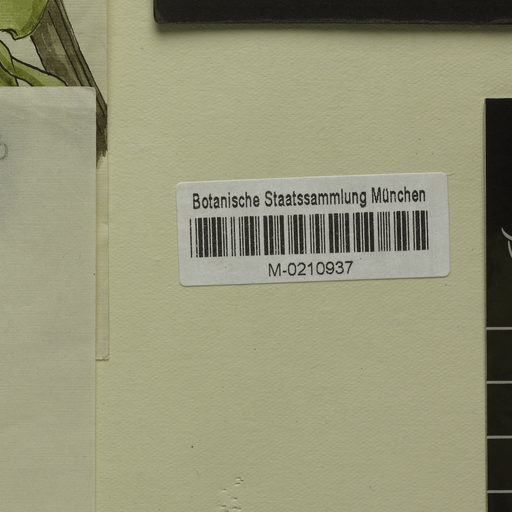 Botanische Staatssammlung München
M-0210937